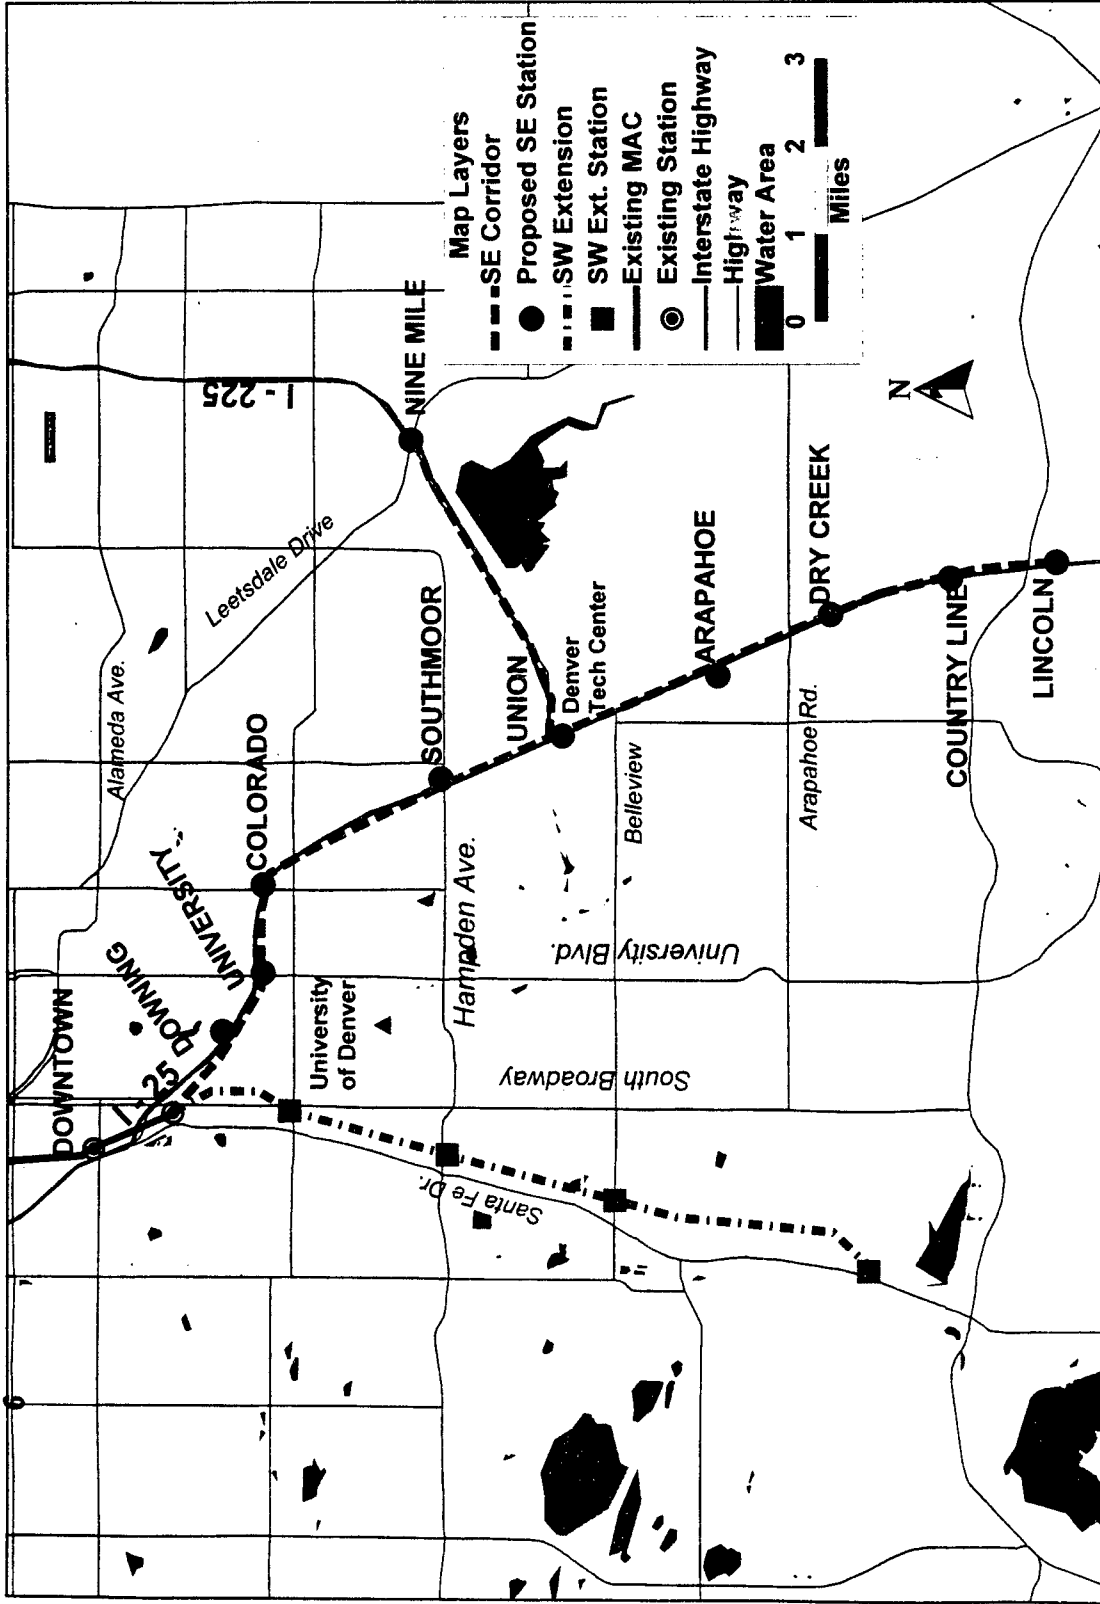 6
DOWNTOWN
I - 25
DOWNING
UNIVERSITY
COLORADO
Alameda Ave.
Leetsdale Drive
I - 225
NINE MILE
SOUTHMOOR
UNION
Denver
Tech Center
University
of Denver
Hampden Ave.
South Broadway
University Blvd.
Santa Fe Dr.
Belleview
ARAPAHOE
Arapahoe Rd.
DRY CREEK
COUNTRY LINE
LINCOLN
N
Map Layers
SE Corridor
Proposed SE Station
SW Extension
SW Ext. Station
Existing MAC
Existing Station
Interstate Highway
Highway
Water Area
0 1 2 3
Miles